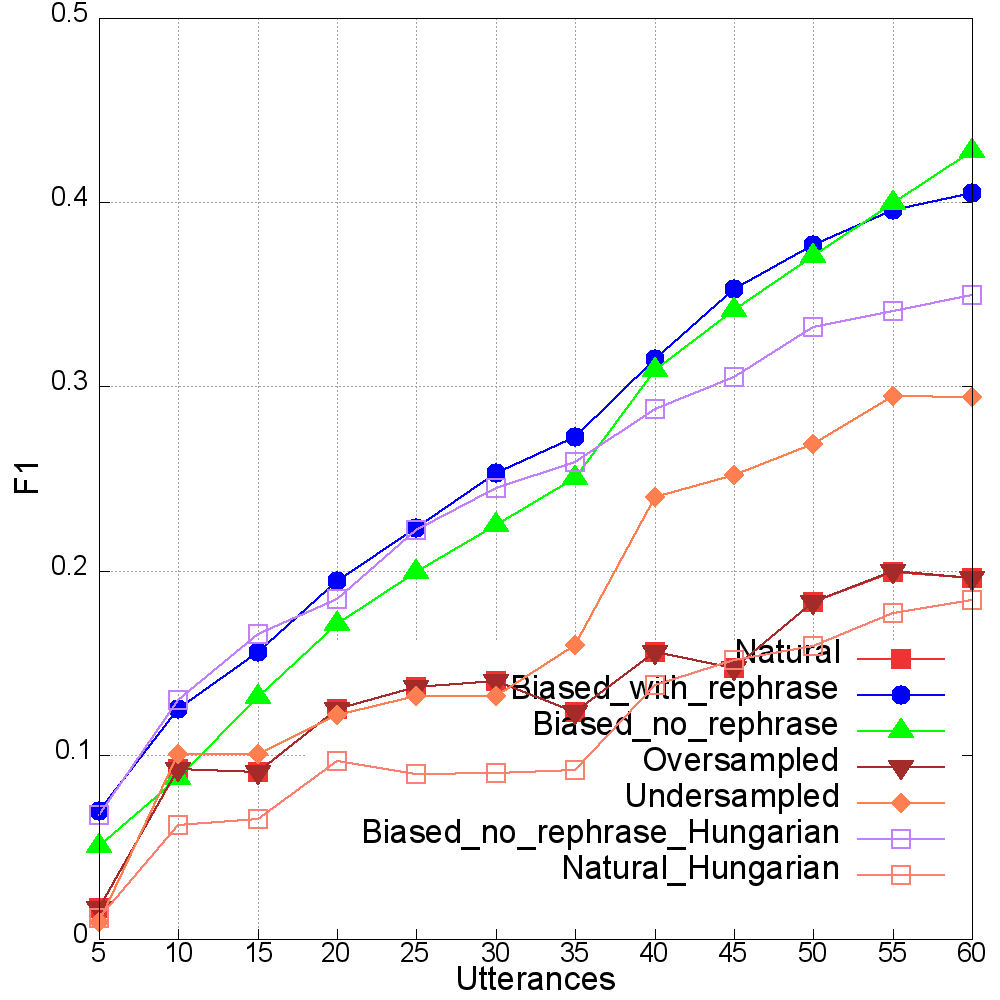 0.5
0.4
0.3
0.2
0.1
0
F1
5 10 15 20 25 30 35 40 45 50 55 60
Utterances
Natural
Biased_with_rephrase
Biased_no_rephrase
Oversampled
Undersampled
Biased_no_rephrase_Hungarian
Natural_Hungarian